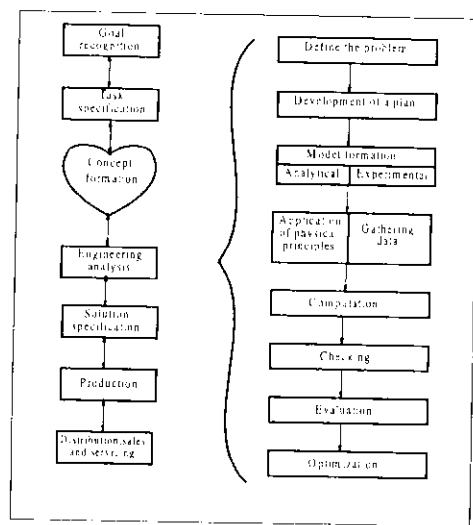 Goal
recognition
Task
specification
Concept
formation
Engineering
analysis
Solution
specification
Production
Distribution, sales
and servicing
Define the problem
Development of a plan
Model formation
Analytical Experimental
Application
of physical
principles
Gathering
data
Computation
Checking
Evaluation
Optimization